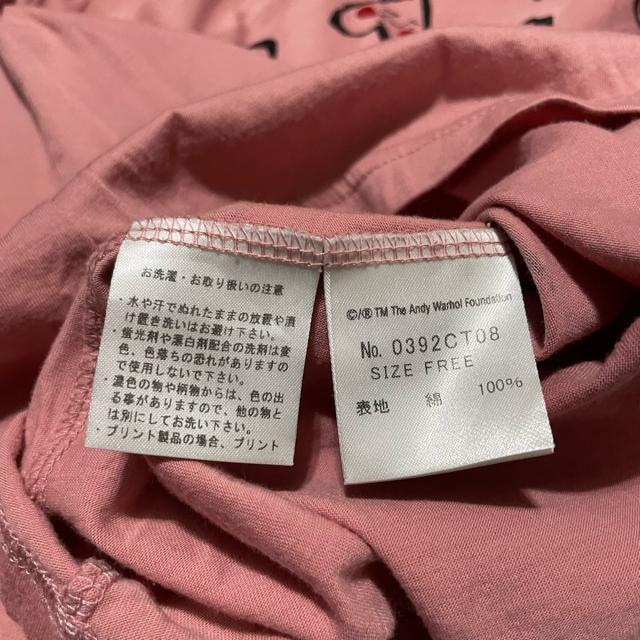 お洗濯・お取り扱いの注意
・水や汗でぬれたままの放置や漬
け置き洗いはお避け下さい。
・蛍光剤や漂白剤配合の洗剤は変
色、色落ちの恐れがありますの
で使用しないで下さい。
・濃色の物や柄物からは、色の出
る事がありますので、他の物と
は別にしてお洗い下さい。
・プリント製品の場合、プリント
©/® TM The Andy Warhol Foundation
No. 0392CT08
SIZE FREE
表地 綿 100%